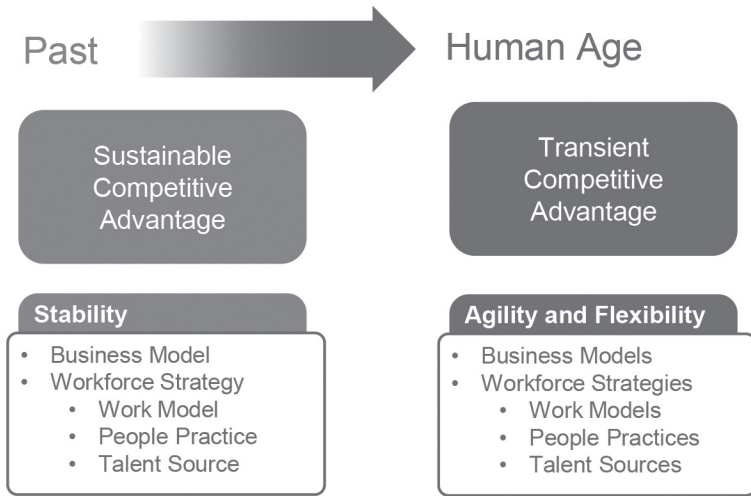 Past
Human Age
Sustainable
Competitive
Advantage
Transient
Competitive
Advantage
Stability
• Business Model
• Workforce Strategy
• Work Model
• People Practice
• Talent Source
Agility and Flexibility
• Business Models
• Workforce Strategies
• Work Models
• People Practices
• Talent Sources